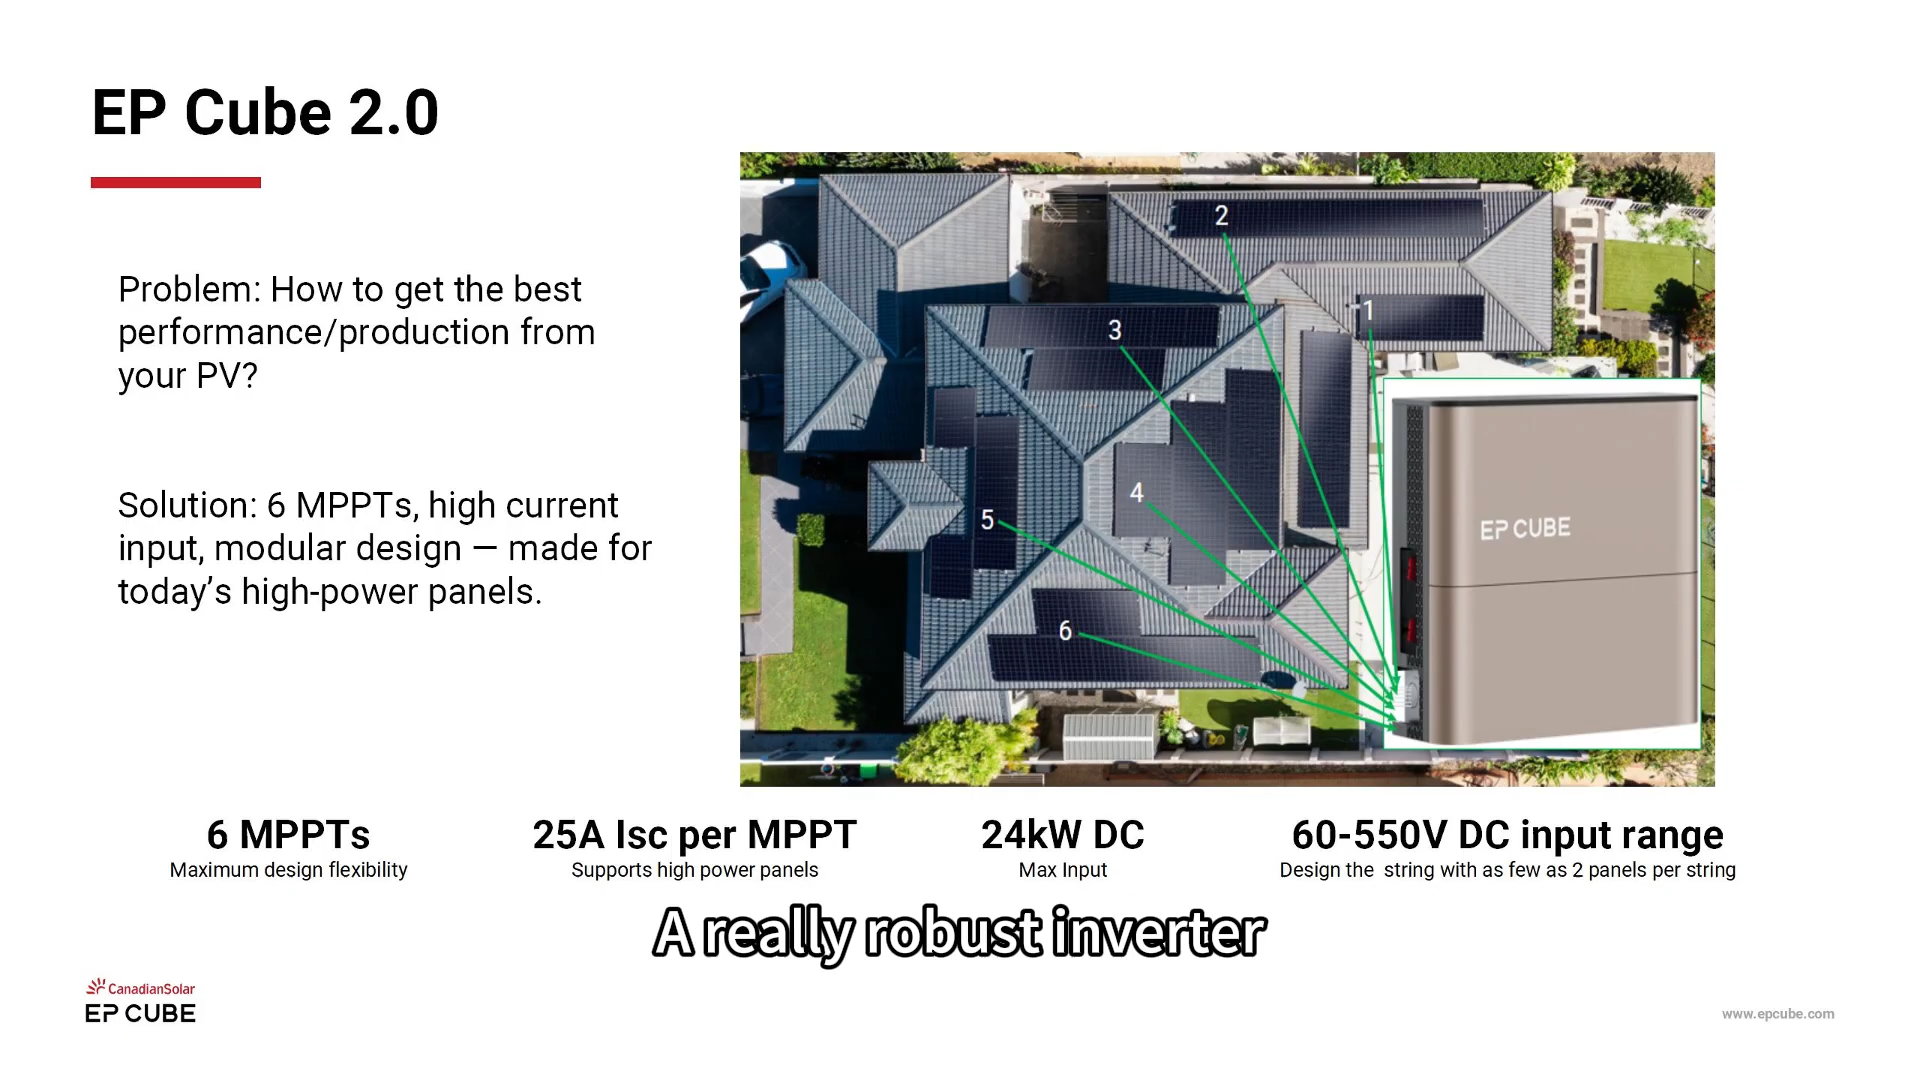 EP Cube 2.0
Problem: How to get the best
performance/production from
your PV?
Solution: 6 MPPTs, high current
input, modular design — made for
today’s high-power panels.
2
1
3
4
5
6
EP CUBE
6 MPPTs
Maximum design flexibility
25A Isc per MPPT
Supports high power panels
24kW DC
Max Input
60-550V DC input range
Design the  string with as few as 2 panels per string
A really robust inverter
CanadianSolar
EP CUBE
www.epcube.com